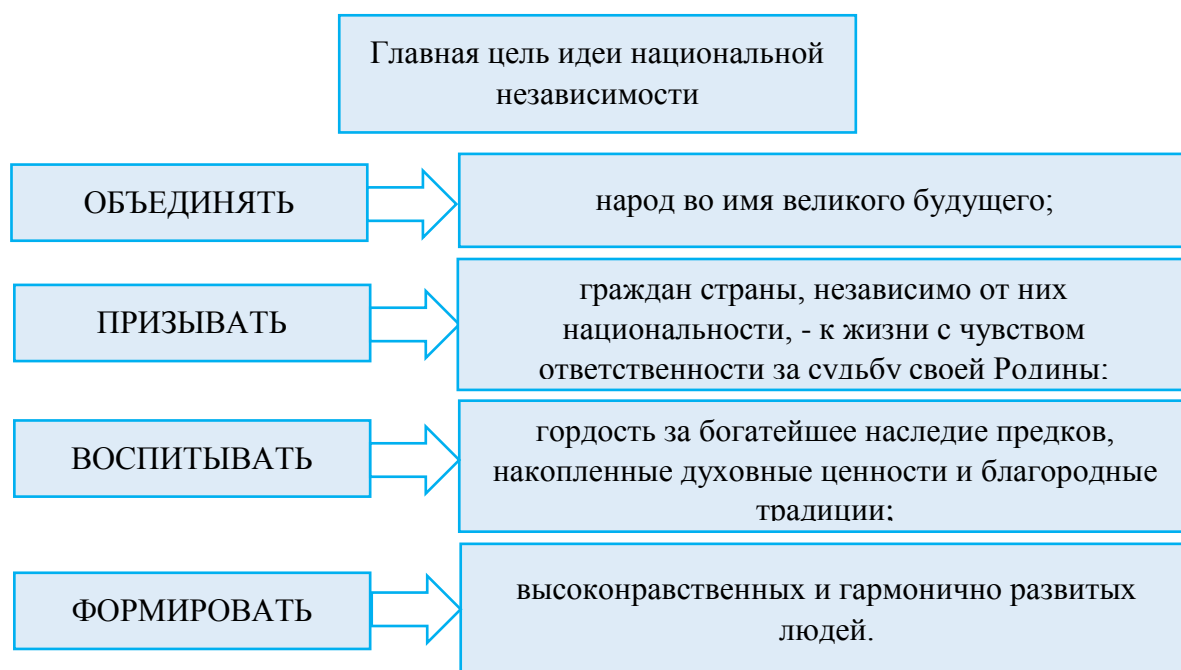 Главная цель идеи национальной
независимости
ОБЪЕДИНЯТЬ
народ во имя великого будущего;
ПРИЗЫВАТЬ
граждан страны, независимо от них
национальности, - к жизни с чувством
ответственности за судьбу своей Родины;
ВОСПИТЫВАТЬ
гордость за богатейшее наследие предков,
накопленные духовные ценности и благородные
традиции;
ФОРМИРОВАТЬ
высоконравственных и гармонично развитых
людей.